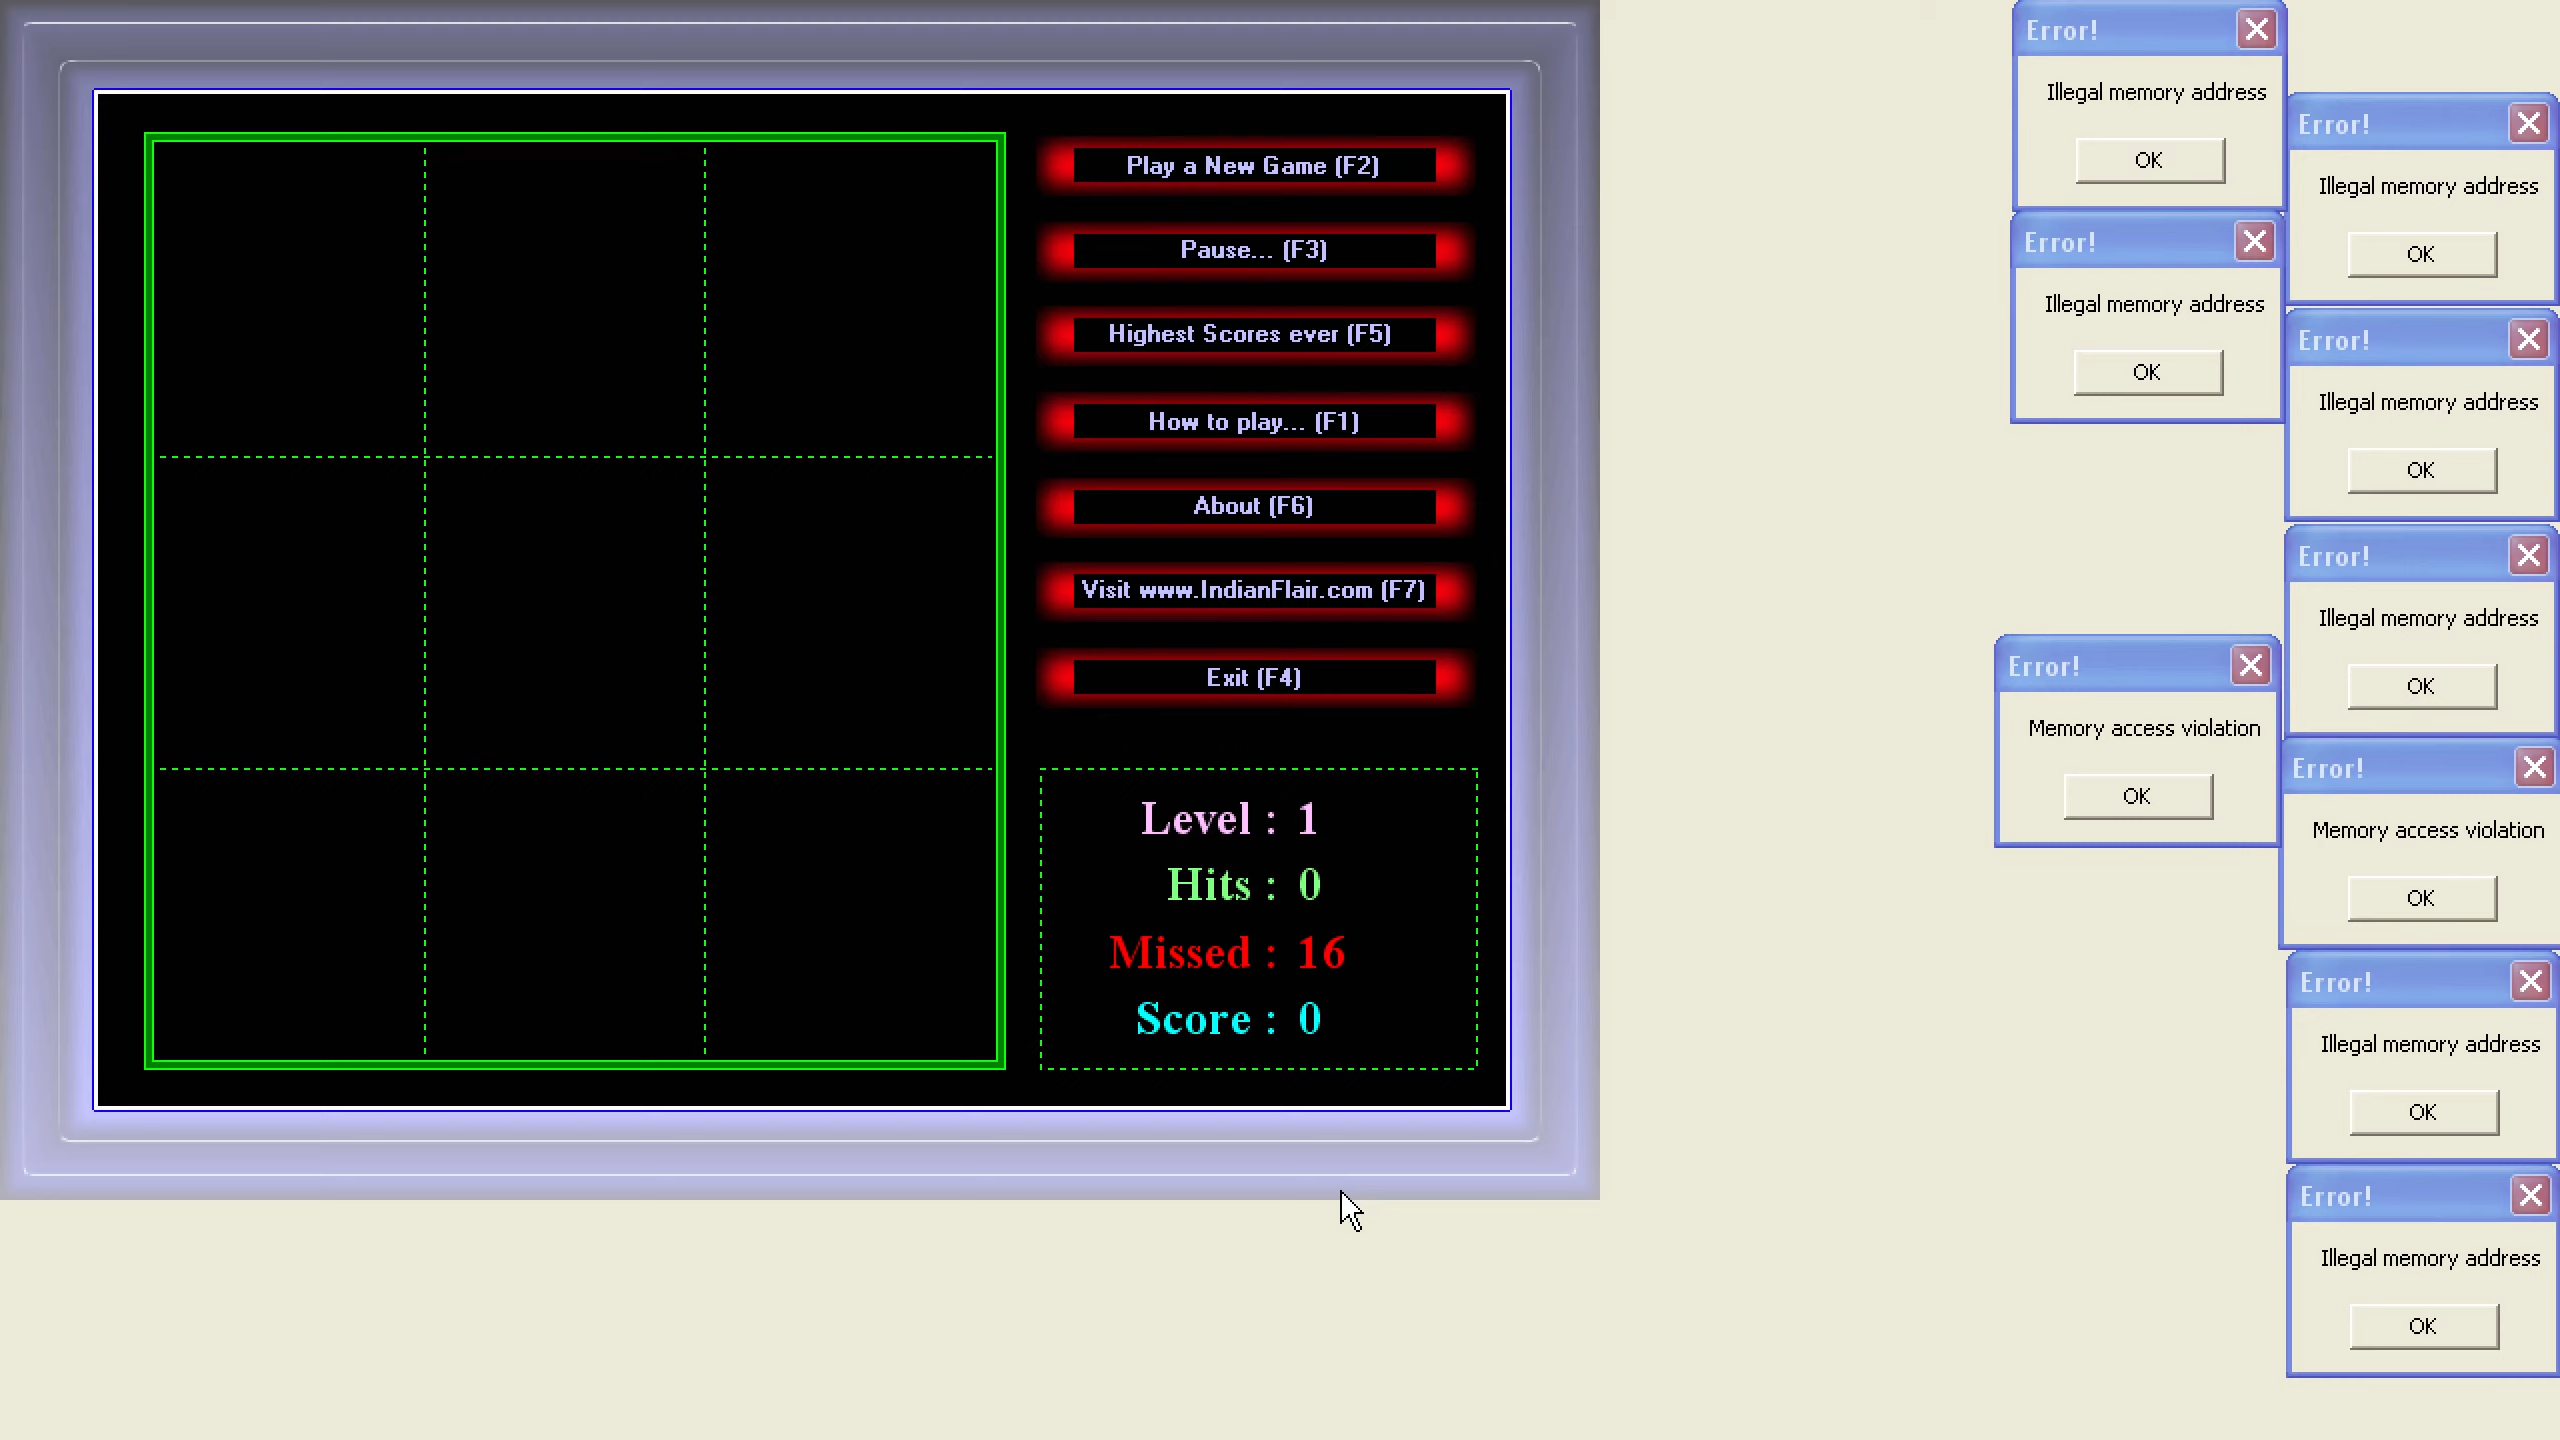 Play a New Game (F2)
Pause... (F3)
Highest Scores ever (F5)
How to play... (F1)
About (F6)
Visit www.IndianFlair.com (F7)
Exit (F4)
Level : 1
Hits : 0
Missed : 16
Score : 0
Error!
Illegal memory address
OK
Error!
Illegal memory address
OK
Error!
Illegal memory address
OK
Error!
Illegal memory address
OK
Error!
Illegal memory address
OK
Error!
Memory access violation
OK
Error!
Memory access violation
OK
Error!
Illegal memory address
OK
Error!
Illegal memory address
OK